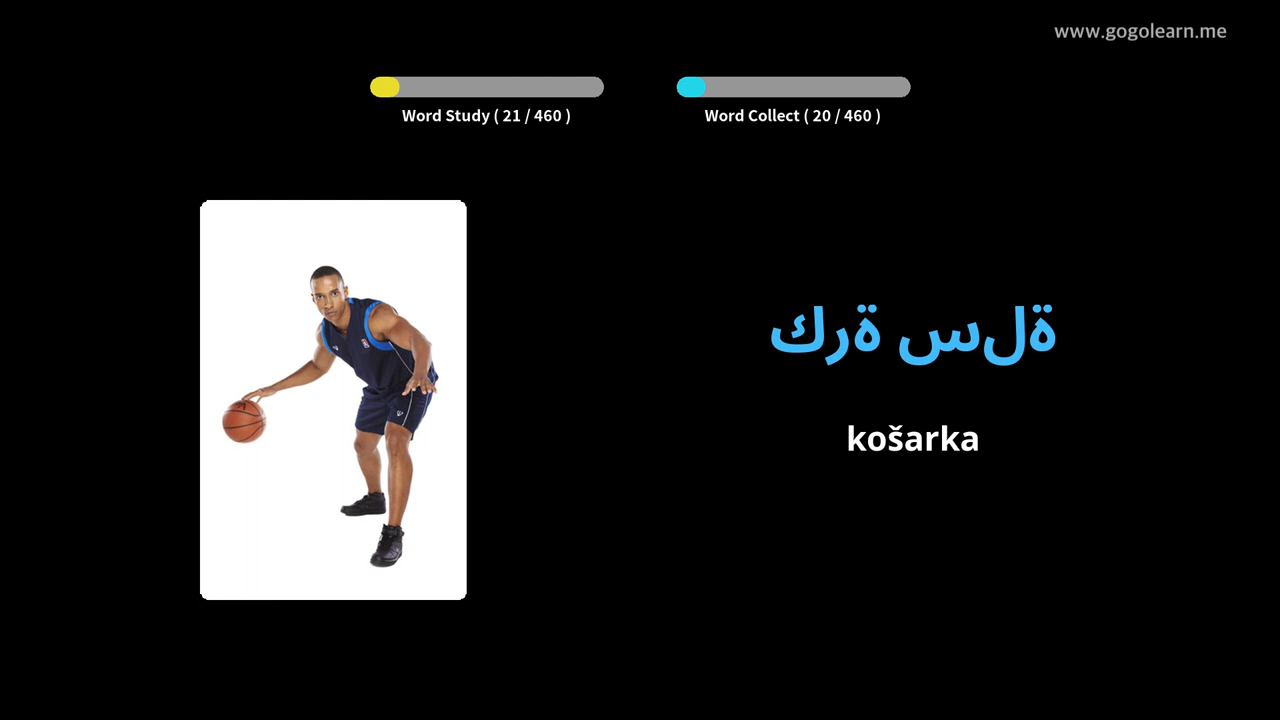 www.gogolearn.me
Word Study ( 21 / 460 )
Word Collect ( 20 / 460 )
كرة سلة
košarka